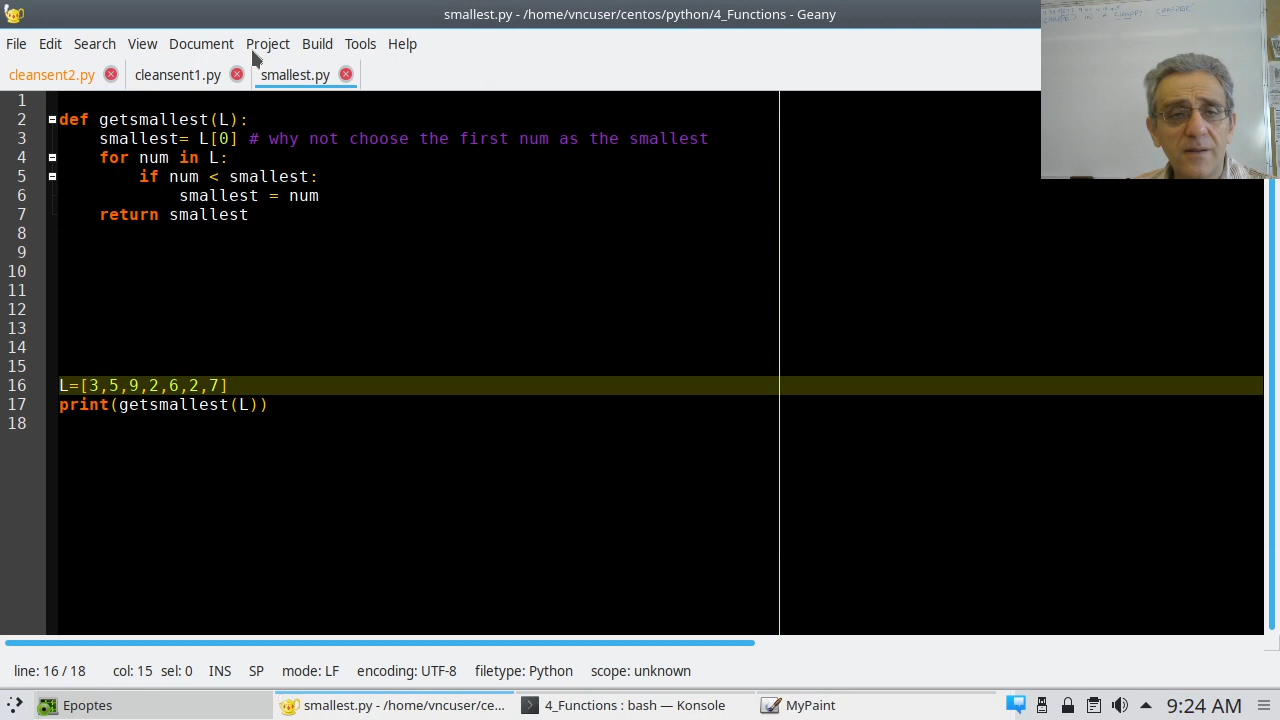 smallest.py - /home/vncuser/centos/python/4_Functions - Geany
File Edit Search View Document Project Build Tools Help
cleansent2.py cleansent1.py smallest.py
1
2 def getsmallest(L):
3 smallest= L[0] # why not choose the first num as the smallest
4 for num in L:
5 if num < smallest:
6 smallest = num
7 return smallest
8
9
10
11
12
13
14
15
16 L=[3,5,9,2,6,2,7]
17 print(getsmallest(L))
18
line: 16 / 18 col: 15 sel: 0 INS SP mode: LF encoding: UTF-8 filetype: Python scope: unknown
Epoptes smallest.py - /home/vncuser/ce... 4_Functions : bash — Konsole MyPaint 9:24 AM